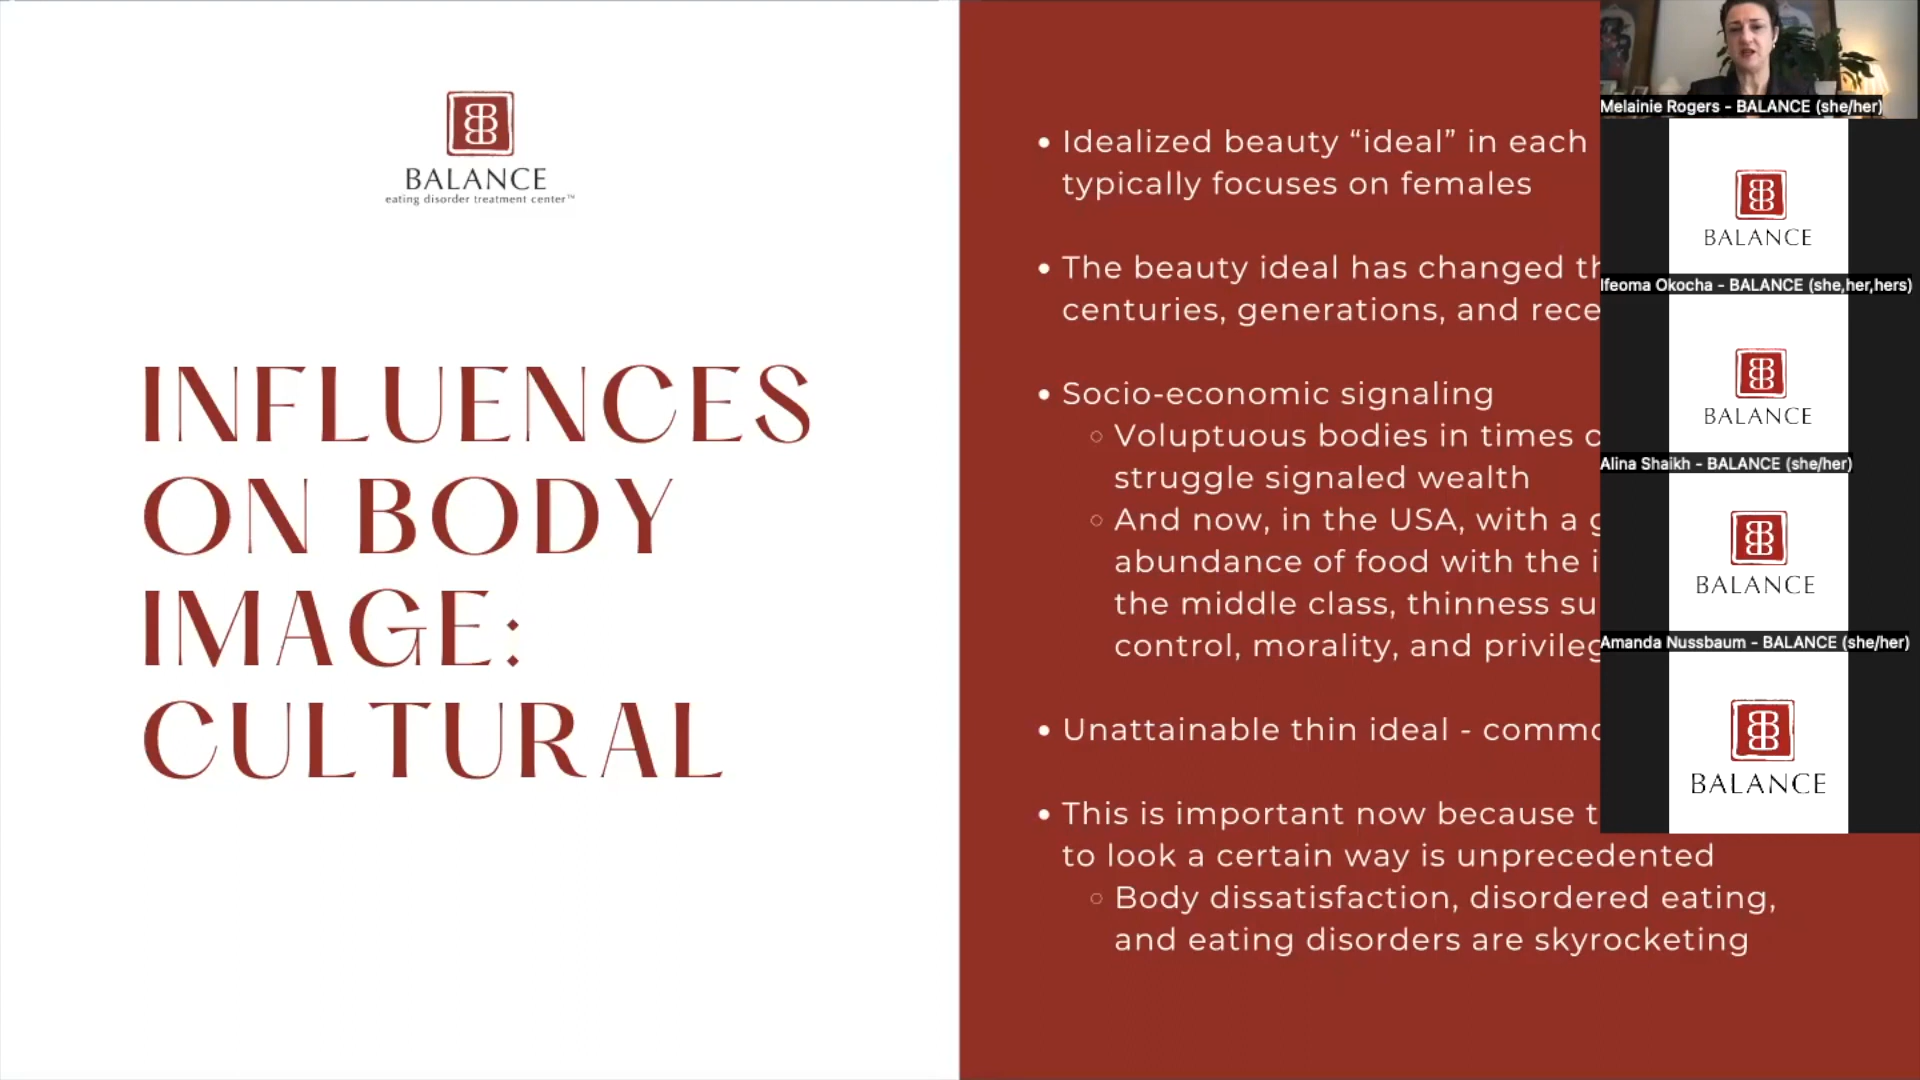 BALANCE
eating disorder treatment center™
INFLUENCES
ON BODY
IMAGE:
CULTURAL
• Idealized beauty “ideal” in each
typically focuses on females
• The beauty ideal has changed
centuries, generations, and
• Socio-economic signaling
○ Voluptuous bodies in times
struggle signaled wealth
○ And now, in the USA, with a
abundance of food with the
the middle class, thinness
control, morality, and
• Unattainable thin ideal -
• This is important now because
to look a certain way is unprecedented
○ Body dissatisfaction, disordered eating,
and eating disorders are skyrocketing
Melainie Rogers - BALANCE (she/her)
BALANCE
Ifeoma Okocha - BALANCE (she,her,hers)
BALANCE
Alina Shaikh - BALANCE (she/her)
BALANCE
Amanda Nussbaum - BALANCE (she/her)
BALANCE